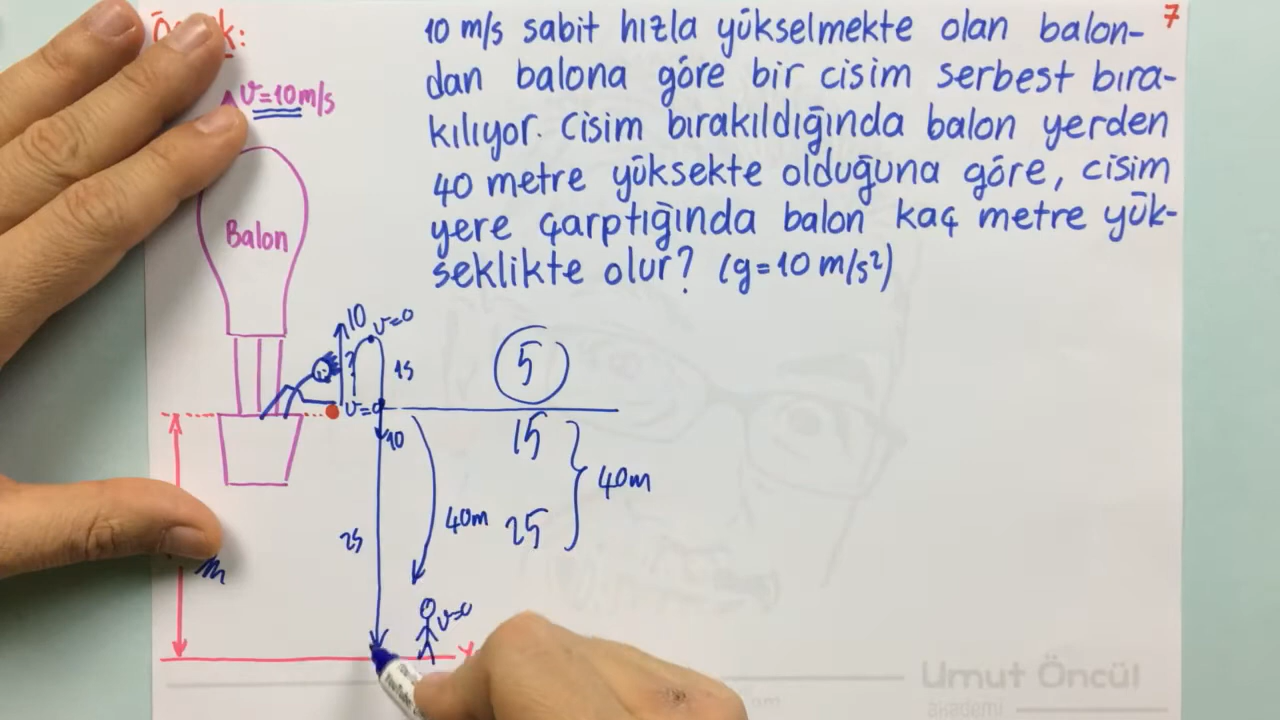 7
10 m/s sabit hızla yükselmekte olan balon-
dan balona göre bir cisim serbest bıra-
kılıyor. Cisim bırakıldığında balon yerden
40 metre yüksekte olduğuna göre, cisim
yere çarptığında balon kaç metre yük-
seklikte olur? (g=10 m/s²)
v=10m/s
Balon
10
v=0
?
15
v=0
10
5
15
25
40m
40m
25
m
v=0
Umut Öncül
akademi